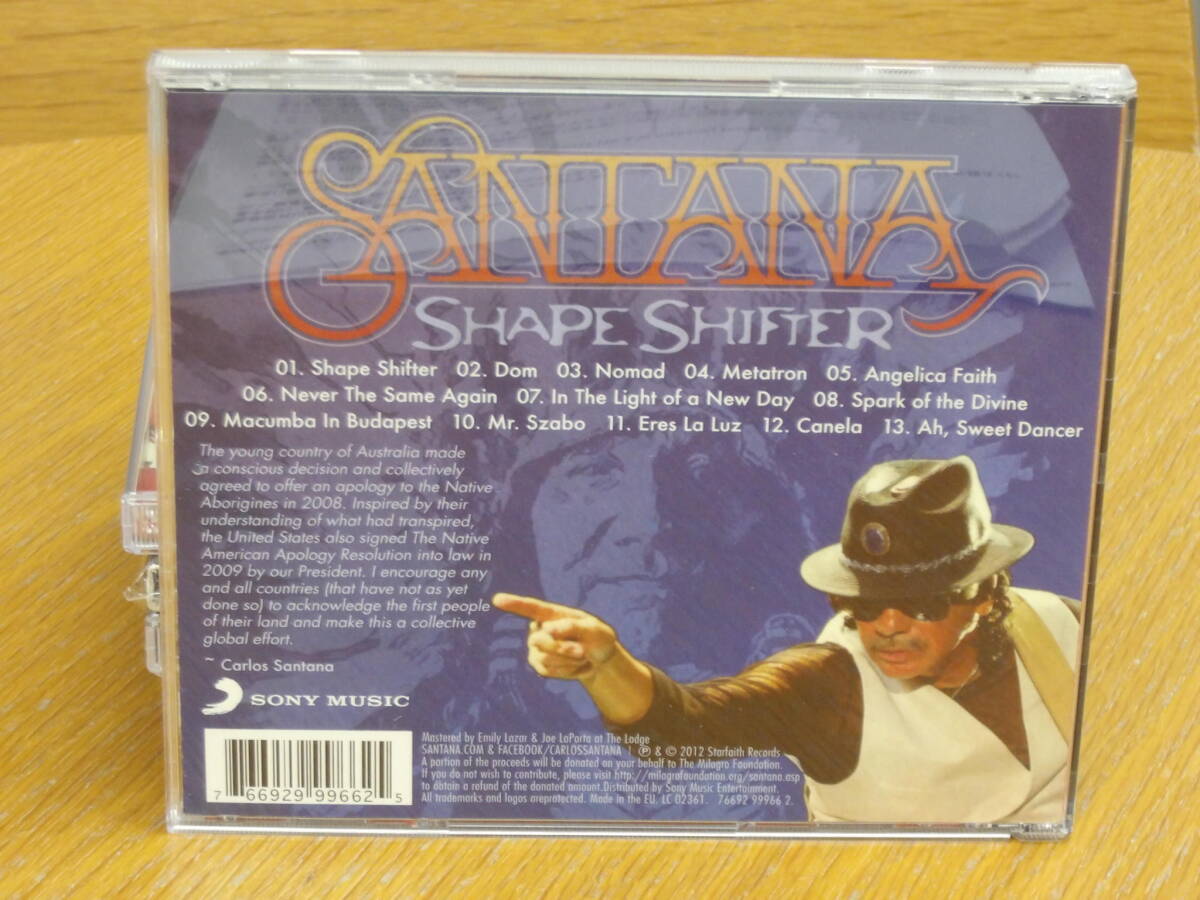 SANTANA
SHAPE SHIFTER
01. Shape Shifter 02. Dom 03. Nomad 04. Metatron 05. Angelica Faith
06. Never The Same Again 07. In The Light of a New Day 08. Spark of the Divine
09. Macumba In Budapest 10. Mr. Szabo 11. Eres La Luz 12. Canela 13. Ah, Sweet Dancer
The young country of Australia made
a conscious decision and collectively
agreed to offer an apology to the Native
Aborigines in 2008. Inspired by their
understanding of what had transpired,
the United States also signed The Native
American Apology Resolution into law in
2009 by our President. I encourage any
and all countries (that have not as yet
done so) to acknowledge the first people
of their land and make this a collective
global effort.
~ Carlos Santana
SONY MUSIC
Mastered by Emily Lazar & Joe LaPorta at The Lodge
SANTANA.COM & FACEBOOK/CARLOSSANTANA | ℗ & © 2012 Starfaith Records
A portion of the proceeds will be donated on your behalf to The Milagro Foundation.
If you do not wish to contribute, please visit http://milagrofoundation.org/santana.asp
to obtain a refund of the donated amount.Distributed by Sony Music Entertainment.
All trademarks and logos areprotected. Made in the EU. LC 02361. 76692 99966 2.
7 66929 99662 5